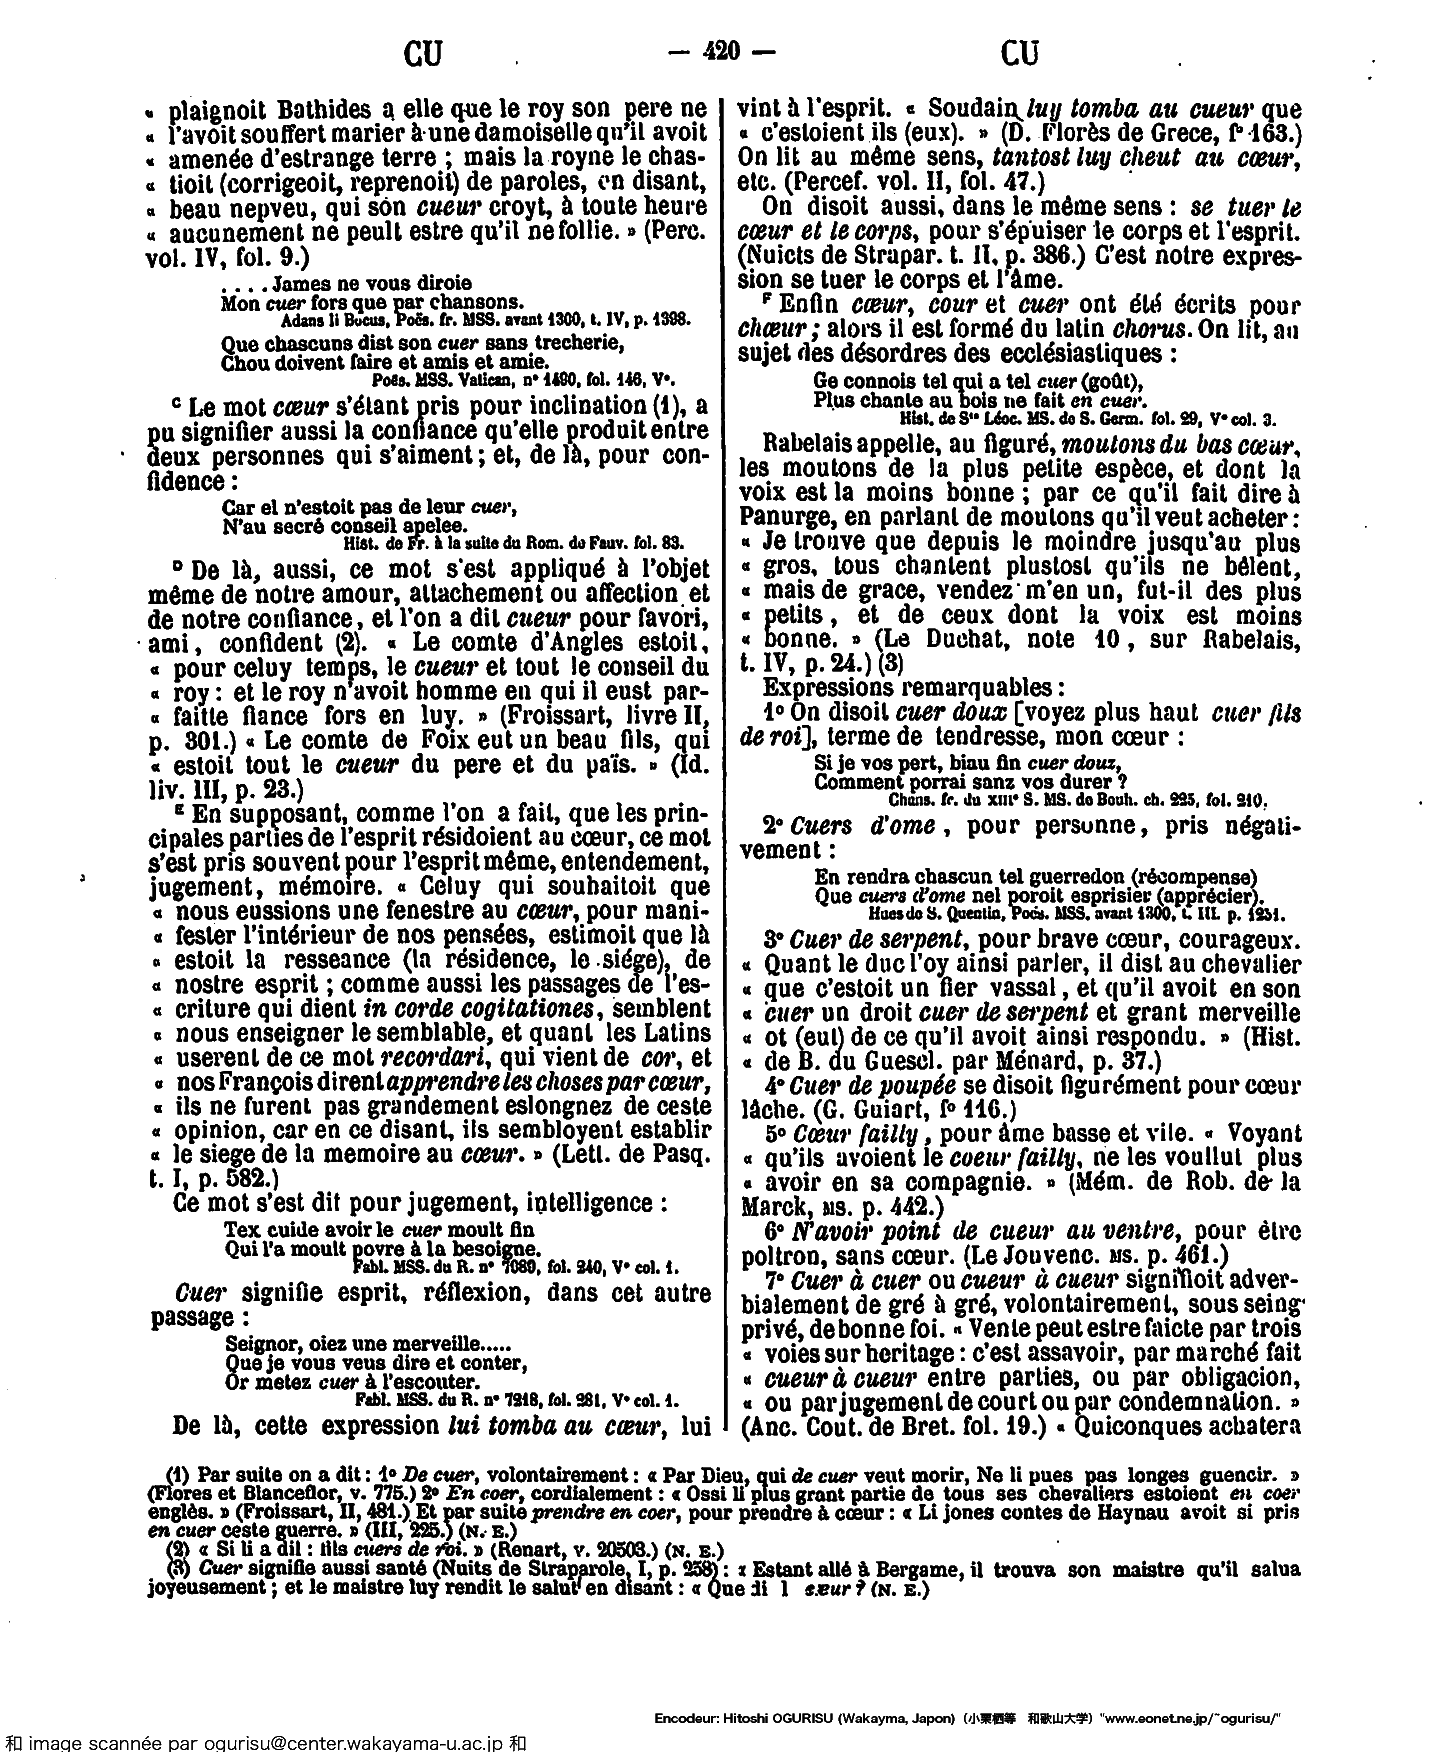 CU — 420 — CU
« plaignoit Bathides a elle que le roy son pere ne
« l'avoit souffert marier à une damoiselle qu'il avoit
« amenée d'estrange terre ; mais la royne le chas-
« tioit (corrigeoit, reprenoit) de paroles, en disant,
« beau nepveu, qui son cueur croyt, à toute heure
« aucunement ne peult estre qu'il ne follie. » (Perc.
vol. IV, fol. 9.)
. . . . James ne vous diroie
Mon cuer fors que par chansons.
Adans li Bocus, Poës. fr. MSS. avant 1300, t. IV, p. 1398.
Que chascuns dist son cuer sans trecherie,
Chou doivent faire et amis et amie.
Poës. MSS. Vatican, n° 1490, fol. 146, V°.
C Le mot cœur s'étant pris pour inclination (1), a
pu signifier aussi la confiance qu'elle produit entre
deux personnes qui s'aiment ; et, de là, pour con-
fidence :
Car el n'estoit pas de leur cuer,
N'au secré conseil apelee.
Hist. de Fr. à la suite du Rom. de Fauv. fol. 83.
D De là, aussi, ce mot s'est appliqué à l'objet
même de notre amour, attachement ou affection et
de notre confiance, et l'on a dit cueur pour favori,
ami, confident (2). « Le comte d'Angles estoit,
« pour celuy temps, le cueur et tout le conseil du
« roy : et le roy n'avoit homme en qui il eust par-
« faitte fiance fors en luy. » (Froissart, livre II,
p. 301.) « Le comte de Foix eut un beau fils, qui
« estoit tout le cueur du pere et du païs. » (Id.
liv. III, p. 23.)
E En supposant, comme l'on a fait, que les prin-
cipales parties de l'esprit résidoient au cœur, ce mot
s'est pris souvent pour l'esprit même, entendement,
jugement, mémoire. « Celuy qui souhaitoit que
« nous eussions une fenestre au cœur, pour mani-
« fester l'intérieur de nos pensées, estimoit que là
« estoit la resseance (la résidence, le siége), de
« nostre esprit ; comme aussi les passages de l'es-
« criture qui dient in corde cogitationes, semblent
« nous enseigner le semblable, et quant les Latins
« userent de ce mot recordari, qui vient de cor, et
« nos François dirent apprendre les choses par cœur,
« ils ne furent pas grandement eslongnez de ceste
« opinion, car en ce disant, ils sembloyent establir
« le siege de la memoire au cœur. » (Lett. de Pasq.
t. I, p. 582.)
Ce mot s'est dit pour jugement, intelligence :
Tex cuide avoir le cuer moult fin
Qui l'a moult povre à la besoigne.
Fabl. MSS. du R. n° 7089, fol. 240, V° col. 1.
Cuer signifie esprit, réflexion, dans cet autre
passage :
Seignor, oiez une merveille.....
Que je vous veus dire et conter,
Or metez cuer à l'escouter.
Fabl. MSS. du R. n° 7218, fol. 281, V° col. 1.
De là, cette expression lui tomba au cœur, lui
vint à l'esprit. « Soudain luy tomba au cueur que
« c'estoient ils (eux). » (D. Florès de Grece, f° 163.)
On lit au même sens, tantost luy cheut au cœur,
etc. (Percef. vol. II, fol. 47.)
On disoit aussi, dans le même sens : se tuer le
cœur et le corps, pour s'épuiser le corps et l'esprit.
(Nuicts de Strapar. t. II, p. 386.) C'est notre expres-
sion se tuer le corps et l'âme.
F Enfin cœur, cour et cuer ont été écrits pour
chœur ; alors il est formé du latin chorus. On lit, au
sujet des désordres des ecclésiastiques :
Ge connois tel qui a tel cuer (goût),
Plus chante au bois ne fait en cuer.
Hist. de Ste Léoc. MS. de S. Germ. fol. 29, V° col. 3.
Rabelais appelle, au figuré, moutons du bas cœur,
les moutons de la plus petite espèce, et dont la
voix est la moins bonne ; par ce qu'il fait dire à
Panurge, en parlant de moutons qu'il veut acheter :
« Je trouve que depuis le moindre jusqu'au plus
« gros, tous chantent plustost qu'ils ne bêlent,
« mais de grace, vendez m'en un, fut-il des plus
« petits, et de ceux dont la voix est moins
« bonne. » (Le Duchat, note 10, sur Rabelais,
t. IV, p. 24.) (3)
Expressions remarquables :
1° On disoit cuer doux [voyez plus haut cuer fils
de roi], terme de tendresse, mon cœur :
Si je vos pert, biau fin cuer douz,
Comment porrai sanz vos durer ?
Chans. fr. du XIIIe S. MS. de Bouh. ch. 225, fol. 210.
2° Cuers d'ome, pour personne, pris négati-
vement :
En rendra chascun tel guerredon (récompense)
Que cuers d'ome nel poroit esprisier (apprécier).
Hues de S. Quentin, Poës. MSS. avant 1300, t. III. p. 1251.
3° Cuer de serpent, pour brave cœur, courageux.
« Quant le duc l'oy ainsi parler, il dist au chevalier
« que c'estoit un fier vassal, et qu'il avoit en son
« cuer un droit cuer de serpent et grant merveille
« ot (eut) de ce qu'il avoit ainsi respondu. » (Hist.
« de B. du Guescl. par Ménard, p. 37.)
4° Cuer de poupée se disoit figurément pour cœur
lâche. (G. Guiart, f° 116.)
5° Cœur failly, pour âme basse et vile. « Voyant
« qu'ils avoient le coeur failly, ne les voullut plus
« avoir en sa compagnie. » (Mém. de Rob. de la
Marck, MS. p. 442.)
6° N'avoir point de cueur au ventre, pour être
poltron, sans cœur. (Le Jouvenc. MS. p. 461.)
7° Cuer à cuer ou cueur à cueur signifioit adver-
bialement de gré à gré, volontairement, sous seing
privé, de bonne foi. « Vente peut estre faicte par trois
« voies sur heritage : c'est assavoir, par marché fait
« cueur à cueur entre parties, ou par obligacion,
« ou par jugement de court ou par condemnation. »
(Anc. Cout. de Bret. fol. 19.) « Quiconques achatera
(1) Par suite on a dit : 1° De cuer, volontairement : « Par Dieu, qui de cuer veut morir, Ne li pues pas longes guencir. »
(Flores et Blanceflor, v. 775.) 2° En coer, cordialement : « Ossi li plus grant partie de tous ses chevaliers estoient en coer
englès. » (Froissart, II, 481.) Et par suite prendre en coer, pour prendre à cœur : « Li jones contes de Haynau avoit si pris
en cuer ceste guerre. » (III, 225.) (N. E.)
(2) « Si li a dit : fils cuers de roi. » (Renart, v. 20503.) (N. E.)
(3) Cuer signifie aussi santé (Nuits de Straparole, I, p. 258) : « Estant allé à Bergame, il trouva son maistre qu'il salua
joyeusement ; et le maistre luy rendit le salut en disant : « Que
Encodeur: Hitoshi OGURISU (Wakayma, Japon) (小栗栖等 和歌山大学) "www.eonet.ne.jp/~ogurisu/"
和 image scannée par ogurisu@center.wakayama-u.ac.jp 和